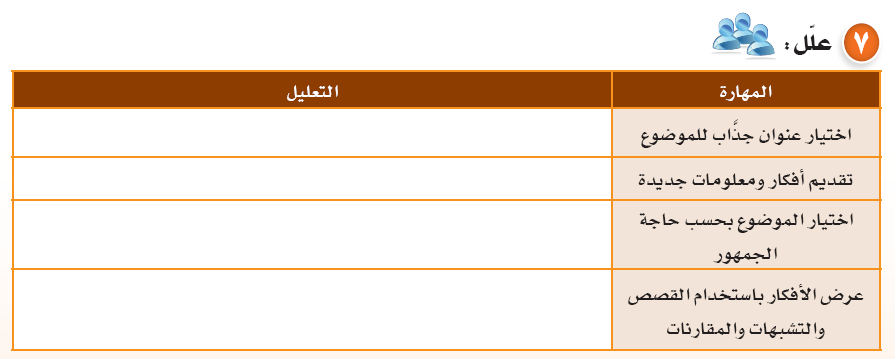 ٧ علّل:
المهارة التعليل
اختيار عنوان جذَّاب للموضوع
تقديم أفكار ومعلومات جديدة
اختيار الموضوع بحسب حاجة
الجمهور
عرض الأفكار باستخدام القصص
والتشبهات والمقارنات